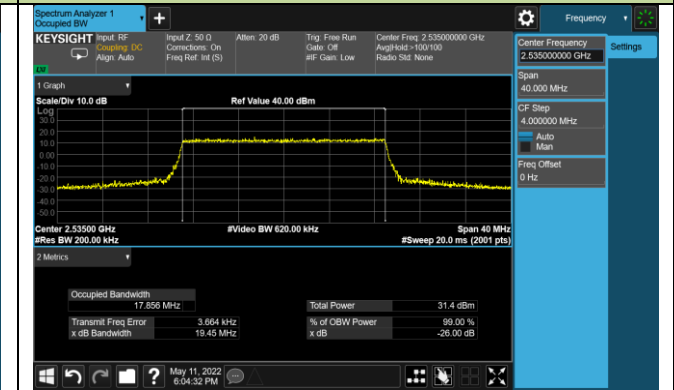 Spectrum Analyzer 1
Occupied BW
Frequency
KEYSIGHT
Input: RF
Coupling: DC
Align: Auto
Input Z: 50 Ω
Corrections: On
Freq Ref: Int (S)
Atten: 20 dB
Trig: Free Run
Gate: Off
#IF Gain: Low
Center Freq: 2.535000000 GHz
Avg|Hold:>100/100
Radio Std: None
Center Frequency
2.535000000 GHz
Settings
Span
40.000 MHz
CF Step
4.000000 MHz
Auto
Man
Freq Offset
0 Hz
1 Graph
Scale/Div 10.0 dB
Ref Value 40.00 dBm
Log
30.0
20.0
10.0
0.00
-10.0
-20.0
-30.0
-40.0
-50.0
Center 2.53500 GHz
#Video BW 620.00 kHz
Span 40 MHz
#Res BW 200.00 kHz
#Sweep 20.0 ms (2001 pts)
2 Metrics
Occupied Bandwidth
17.856 MHz
Total Power 31.4 dBm
Transmit Freq Error 3.664 kHz
% of OBW Power 99.00 %
x dB Bandwidth 19.45 MHz
x dB -26.00 dB
?
May 11, 2022
6:04:32 PM